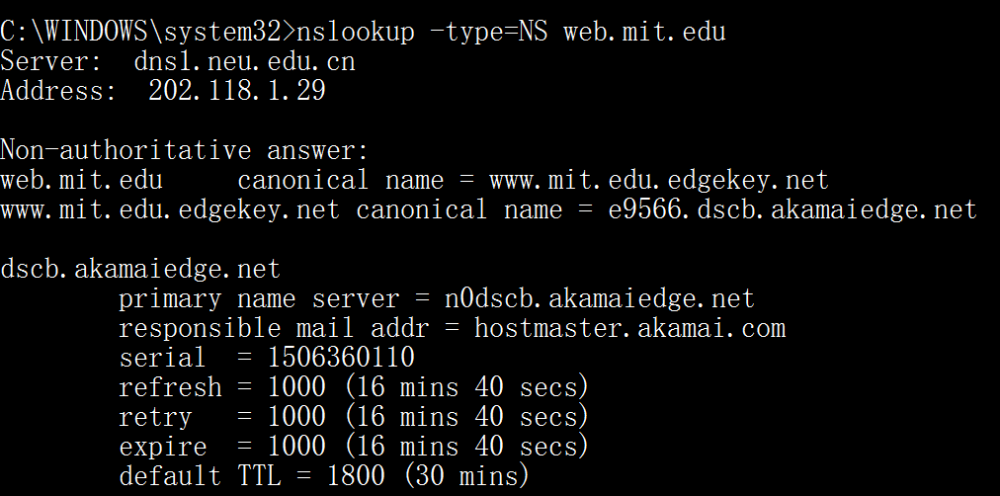 C:\WINDOWS\system32>nslookup -type=NS web.mit.edu
Server:  dns1.neu.edu.cn
Address:  202.118.1.29
Non-authoritative answer:
web.mit.edu     canonical name = www.mit.edu.edgekey.net
www.mit.edu.edgekey.net canonical name = e9566.dscb.akamaiedge.net
dscb.akamaiedge.net
        primary name server = n0dscb.akamaiedge.net
        responsible mail addr = hostmaster.akamai.com
        serial  = 1506360110
        refresh = 1000 (16 mins 40 secs)
        retry   = 1000 (16 mins 40 secs)
        expire  = 1000 (16 mins 40 secs)
        default TTL = 1800 (30 mins)